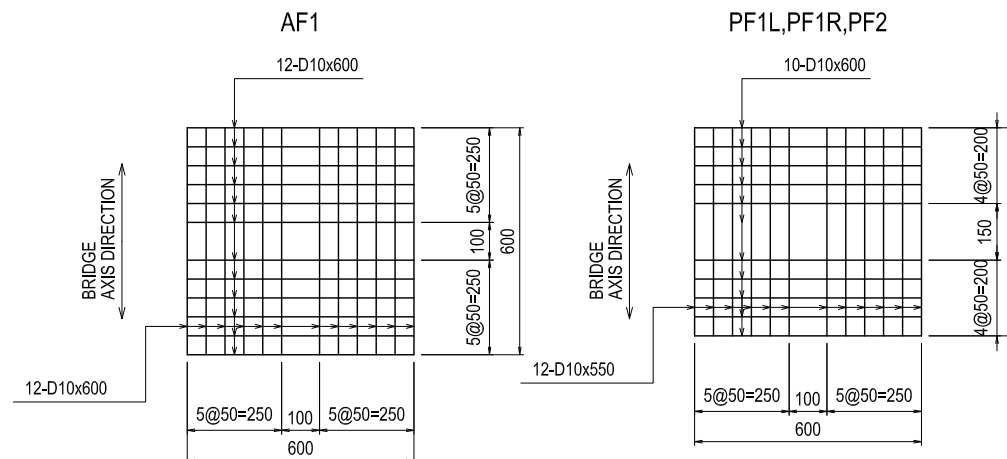 AF1
12-D10x600
BRIDGE
AXIS DIRECTION
5@50=250
100
5@50=250
600
12-D10x600
5@50=250
100
5@50=250
600
PF1L,PF1R,PF2
10-D10x600
BRIDGE
AXIS DIRECTION
4@50=200
150
4@50=200
12-D10x550
5@50=250
100
5@50=250
600